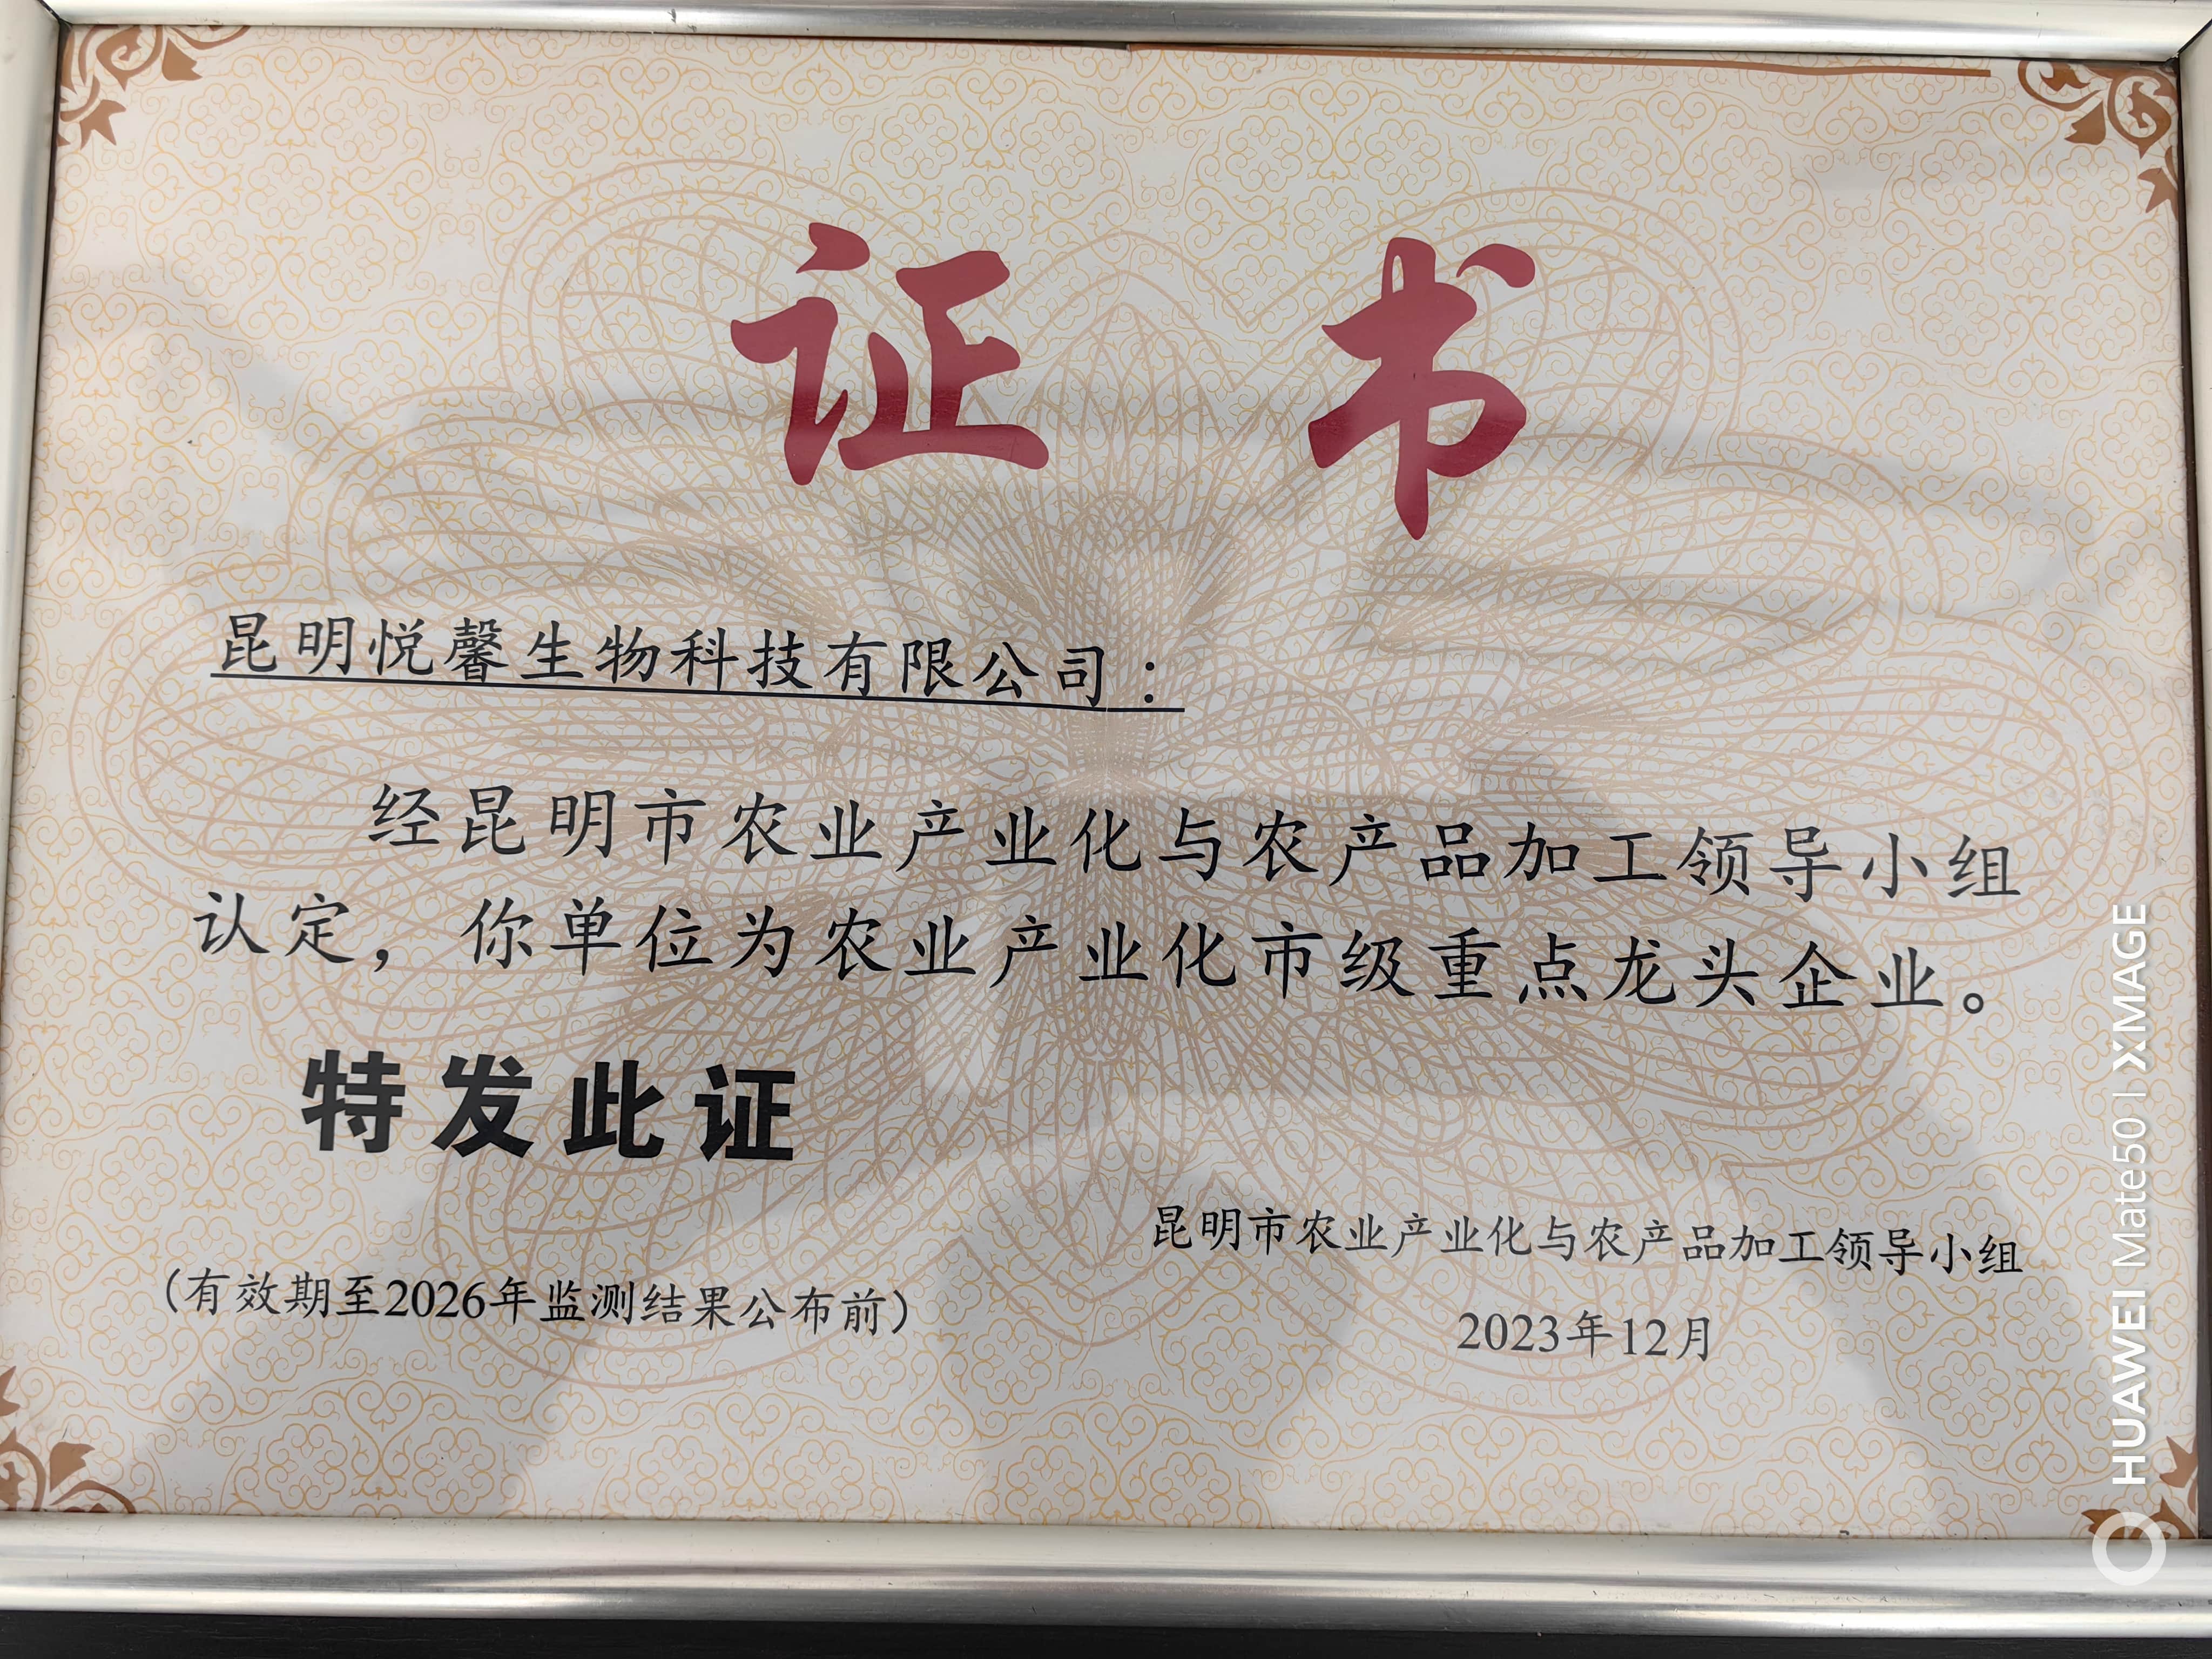 证 书
昆明悦馨生物科技有限公司：
经昆明市农业产业化与农产品加工领导小组
认定，你单位为农业产业化市级重点龙头企业。
特发此证
昆明市农业产业化与农产品加工领导小组
（有效期至2026年监测结果公布前）
2023年12月
HUAWEI Mate50 | XMAGE